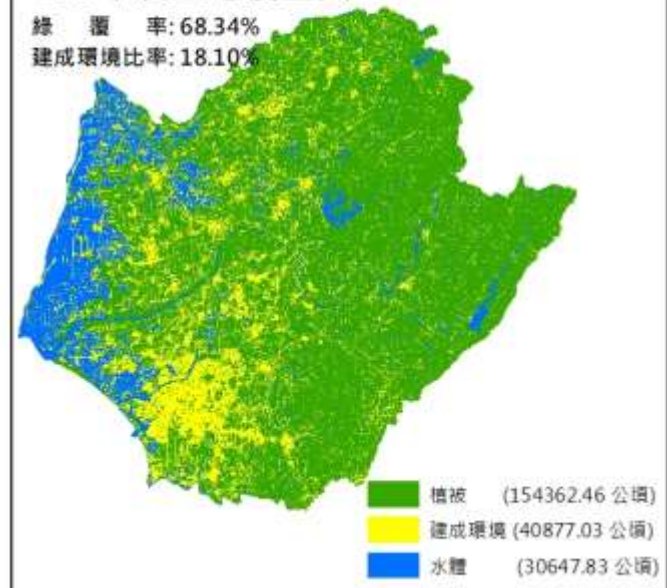 綠覆率: 68.34%
建成環境比率: 18.10%
植被 (154362.46 公頃)
建成環境 (40877.03 公頃)
水體 (30647.83 公頃)